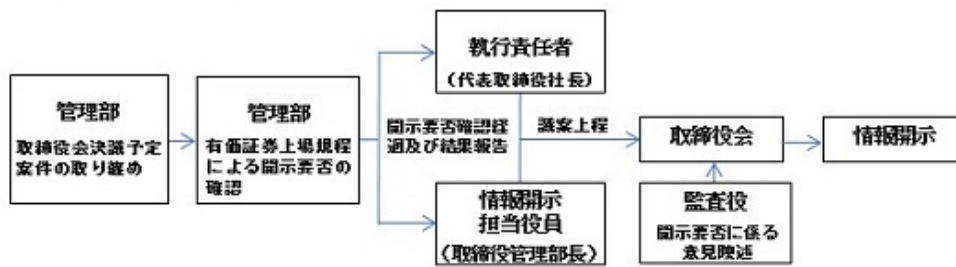 管理部
取締役会決議予定
案件の取り纏め
管理部
有価証券上場規程
による開示要否の
確認
執行責任者
(代表取締役社長)
開示要否確認経
過及び結果報告
情報開示
担当役員
(取締役管理部長)
議案上程
取締役会
監査役
開示要否に係る
意見陳述
情報開示